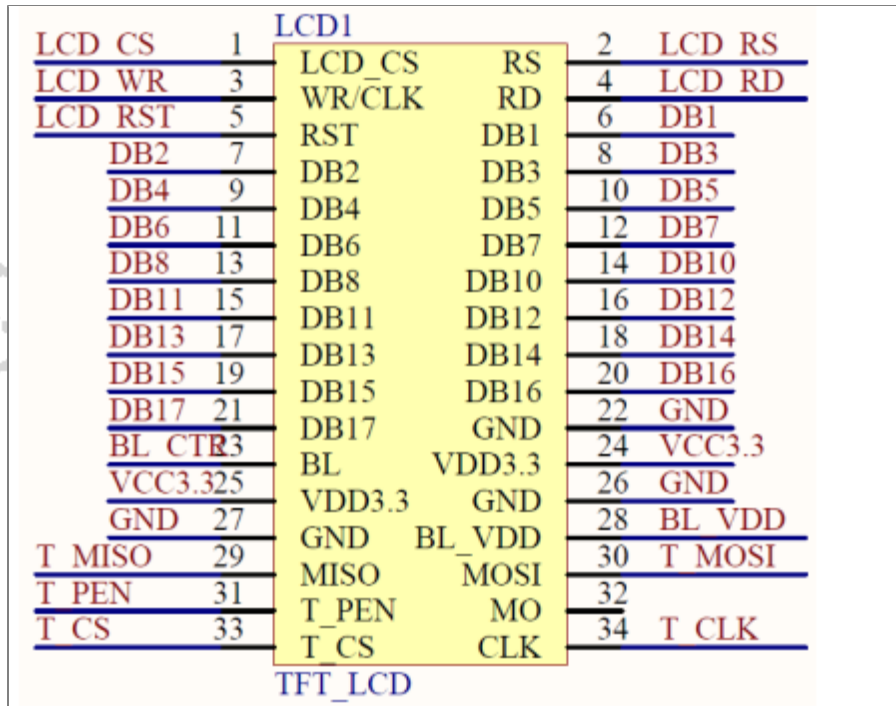 LCD1
LCD_CS 1 LCD_CS RS 2 LCD_RS
LCD_WR 3 WR/CLK RD 4 LCD_RD
LCD_RST 5 RST DB1 6 DB1
DB2 7 DB2 DB3 8 DB3
DB4 9 DB4 DB5 10 DB5
DB6 11 DB6 DB7 12 DB7
DB8 13 DB8 DB10 14 DB10
DB11 15 DB11 DB12 16 DB12
DB13 17 DB13 DB14 18 DB14
DB15 19 DB15 DB16 20 DB16
DB17 21 DB17 GND 22 GND
BL_CTR 23 BL VDD3.3 24 VCC3.3
VCC3.3 25 VDD3.3 GND 26 GND
GND 27 GND BL_VDD 28 BL_VDD
T_MISO 29 MISO MOSI 30 T_MOSI
T_PEN 31 T_PEN MO 32
T_CS 33 T_CS CLK 34 T_CLK
TFT_LCD